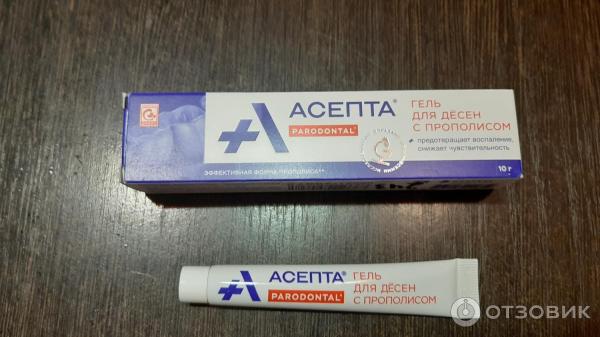 АСЕПТА®
PARODONTAL®
ГЕЛЬ
ДЛЯ ДЁСЕН
С ПРОПОЛИСОМ
• предотвращает воспаление,
снижает чувствительность
ЭФФЕКТИВНАЯ ФОРМА ПРОПОЛИСА**
10 г
АСЕПТА®
PARODONTAL®
ГЕЛЬ
ДЛЯ ДЁСЕН
С ПРОПОЛИСОМ
ОТЗОВИК